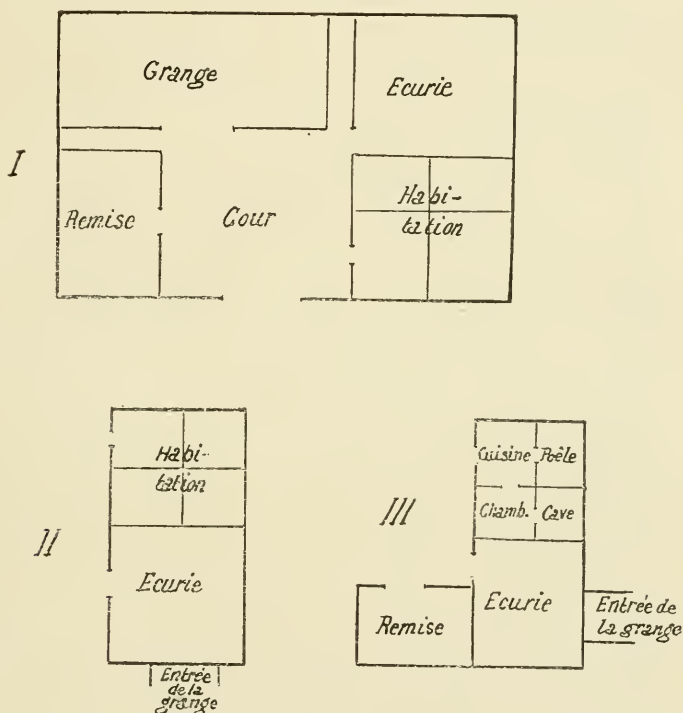 Grange
Ecurie
I
Habi-
tation
Remise
Cour
Habi-
tation
II
Ecurie
Entrée
de la
grange
III
Cuisine Poêle
Chamb. Cave
Remise
Ecurie
Entrée de
la grange